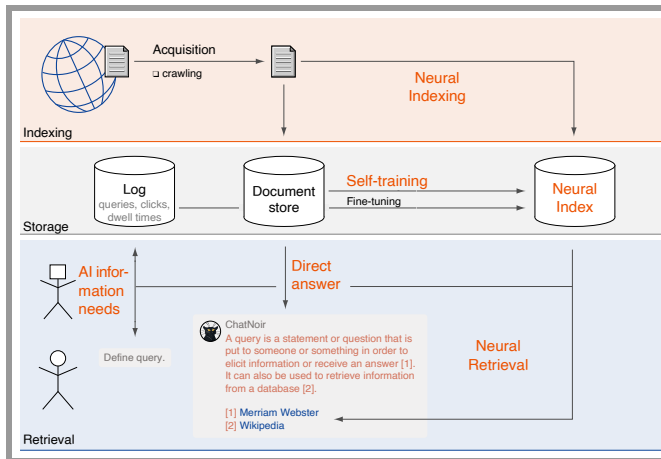 Acquisition
❑ crawling
Neural
Indexing
Indexing
Log
queries, clicks,
dwell times
Document
store
Self-training
Fine-tuning
Neural
Index
Storage
AI infor-
mation
needs
Direct
answer
Define query.
ChatNoir
A query is a statement or question that is
put to someone or something in order to
elicit information or receive an answer [1].
It can also be used to retrieve information
from a database [2].
[1] Merriam Webster
[2] Wikipedia
Neural
Retrieval
Retrieval